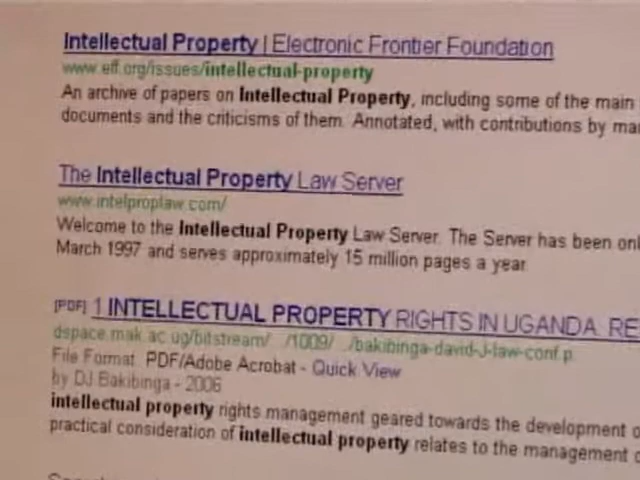 Intellectual Property | Electronic Frontier Foundation
www.eff.org/issues/intellectual-property
An archive of papers on Intellectual Property, including some of the main
documents and the criticisms of them. Annotated, with contributions by
The Intellectual Property Law Server
www.intelproplaw.com/
Welcome to the Intellectual Property Law Server. The Server has been
March 1997 and serves approximately 15 million pages a year
[PDF] 1 INTELLECTUAL PROPERTY RIGHTS IN UGANDA. RE
dspace.mak.ac.ug/bitstream/.../1009/.../bakibinga-david-J-law-conf.p
File Format: PDF/Adobe Acrobat - Quick View
by DJ Bakibinga - 2006
intellectual property rights management geared towards the development
practical consideration of intellectual property relates to the management